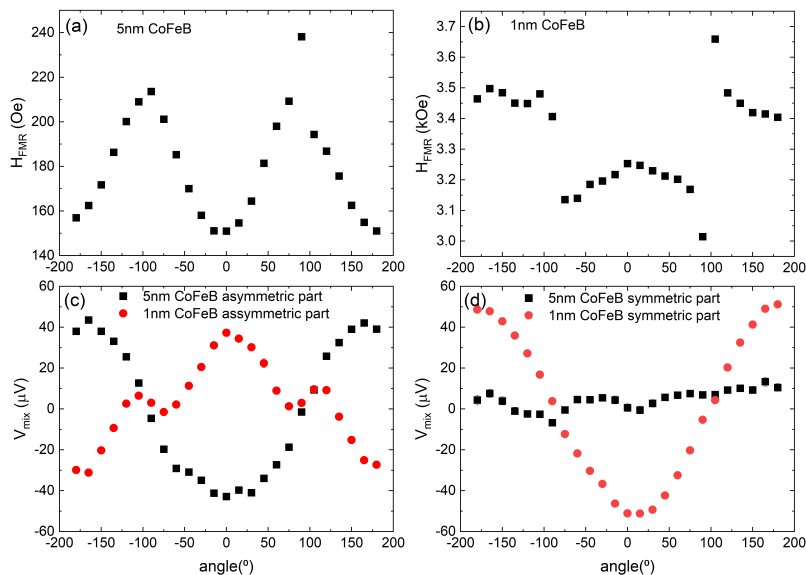 (a) 5nm CoFeB
H_FMR (Oe)
240
220
200
180
160
140
-200 -150 -100 -50 0 50 100 150 200
(b) 1nm CoFeB
H_FMR (kOe)
3.7
3.6
3.5
3.4
3.3
3.2
3.1
3.0
-200 -150 -100 -50 0 50 100 150 200
(c) 5nm CoFeB asymmetric part
1nm CoFeB assymmetric part
V_mix (μV)
60
40
20
0
-20
-40
-60
-200 -150 -100 -50 0 50 100 150 200
angle(º)
(d) 5nm CoFeB symmetric part
1nm CoFeB symmetric part
V_mix (μV)
60
40
20
0
-20
-40
-60
-200 -150 -100 -50 0 50 100 150 200
angle(º)